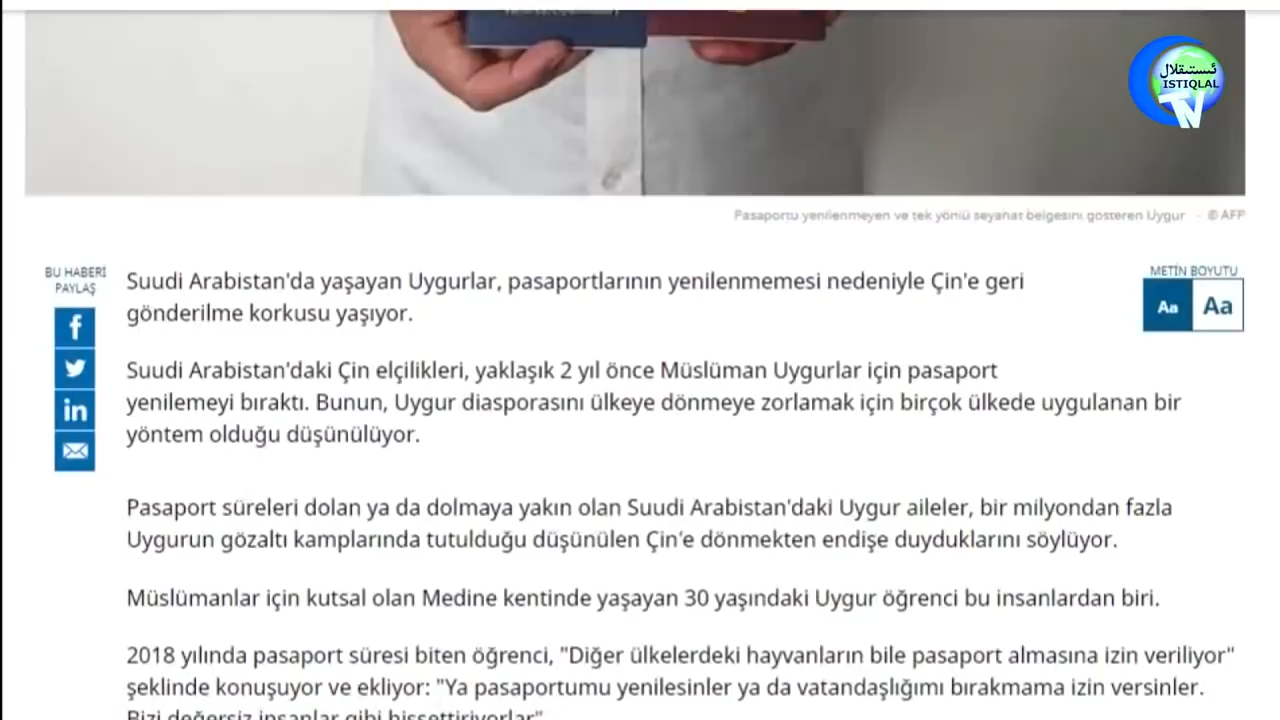 ئىستىقلال
ISTIQLAL
TV
Pasaportu yenilenmeyen ve tek yönlü seyahat belgesini gösteren Uygur - © AFP
BU HABERİ
PAYLAŞ
METİN BOYUTU
Aa Aa
Suudi Arabistan'da yaşayan Uygurlar, pasaportlarının yenilenmemesi nedeniyle Çin'e geri
gönderilme korkusu yaşıyor.
Suudi Arabistan'daki Çin elçilikleri, yaklaşık 2 yıl önce Müslüman Uygurlar için pasaport
yenilemeyi bıraktı. Bunun, Uygur diasporasını ülkeye dönmeye zorlamak için birçok ülkede uygulanan bir
yöntem olduğu düşünülüyor.
Pasaport süreleri dolan ya da dolmaya yakın olan Suudi Arabistan'daki Uygur aileler, bir milyondan fazla
Uygurun gözaltı kamplarında tutulduğu düşünülen Çin'e dönmekten endişe duyduklarını söylüyor.
Müslümanlar için kutsal olan Medine kentinde yaşayan 30 yaşındaki Uygur öğrenci bu insanlardan biri.
2018 yılında pasaport süresi biten öğrenci, "Diğer ülkelerdeki hayvanların bile pasaport almasına izin veriliyor"
şeklinde konuşuyor ve ekliyor: "Ya pasaportumu yenilesinler ya da vatandaşlığımı bırakmama izin versinler.
Bizi değersiz insanlar gibi hissettiriyorlar"